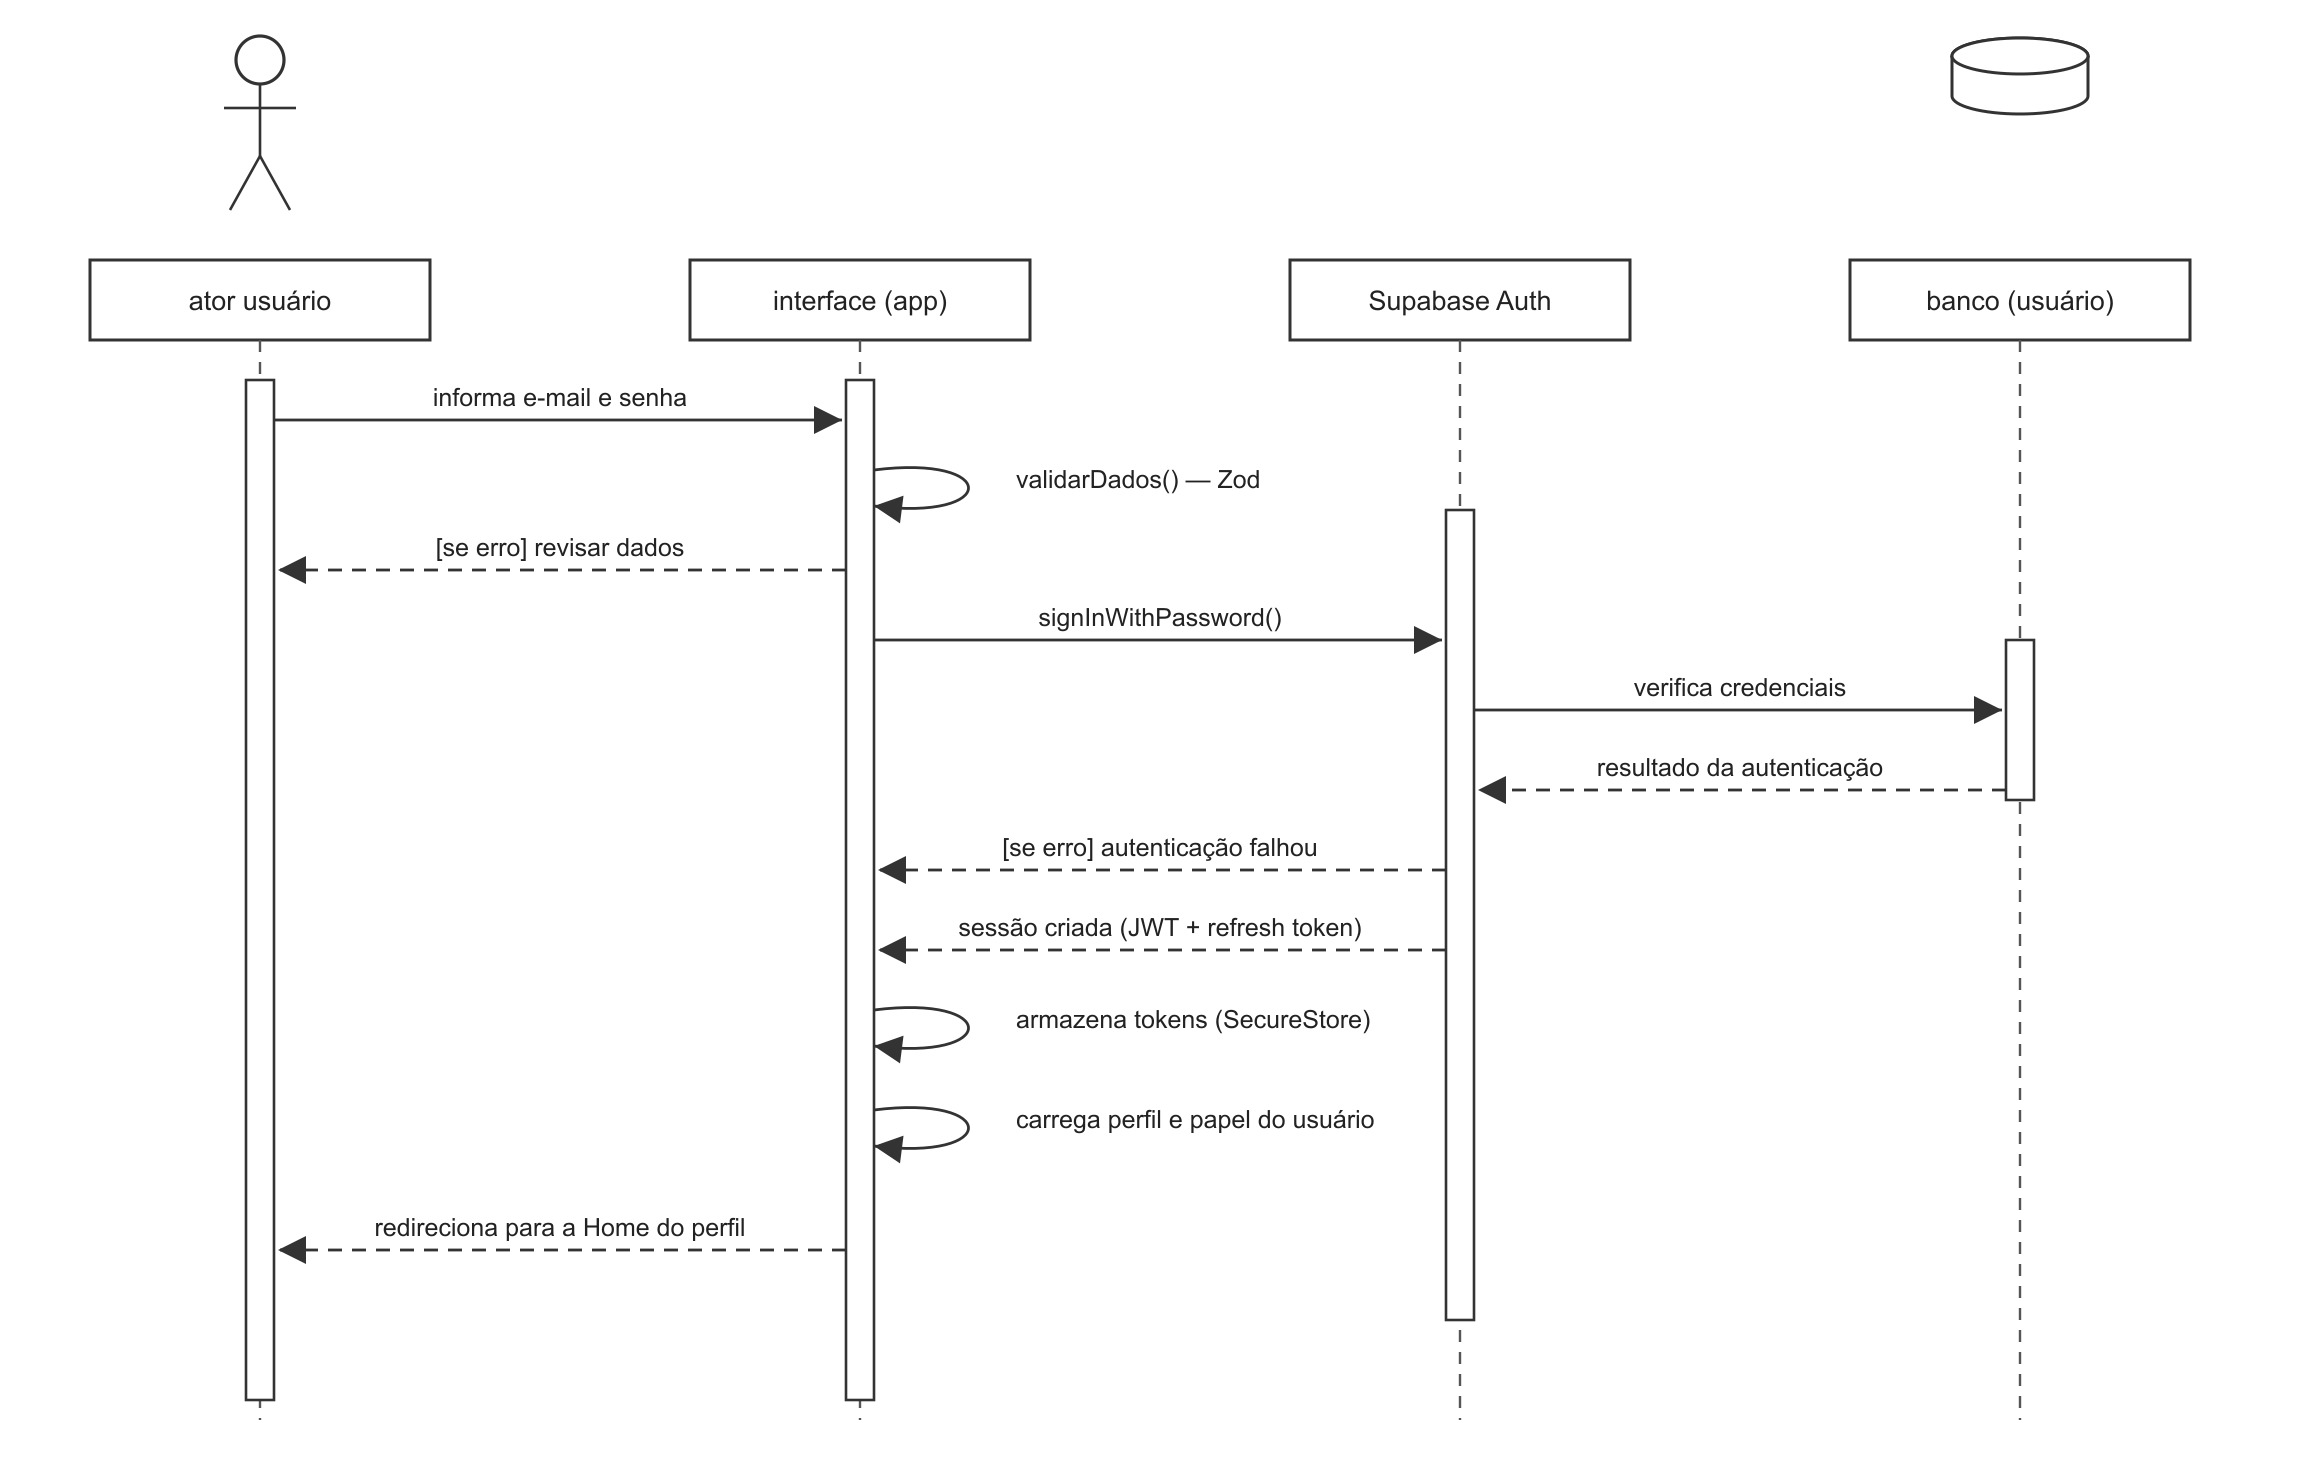 ator usuário
interface (app)
Supabase Auth
banco (usuário)
informa e-mail e senha
validarDados() — Zod
[se erro] revisar dados
signInWithPassword()
verifica credenciais
resultado da autenticação
[se erro] autenticação falhou
sessão criada (JWT + refresh token)
armazena tokens (SecureStore)
carrega perfil e papel do usuário
redireciona para a Home do perfil